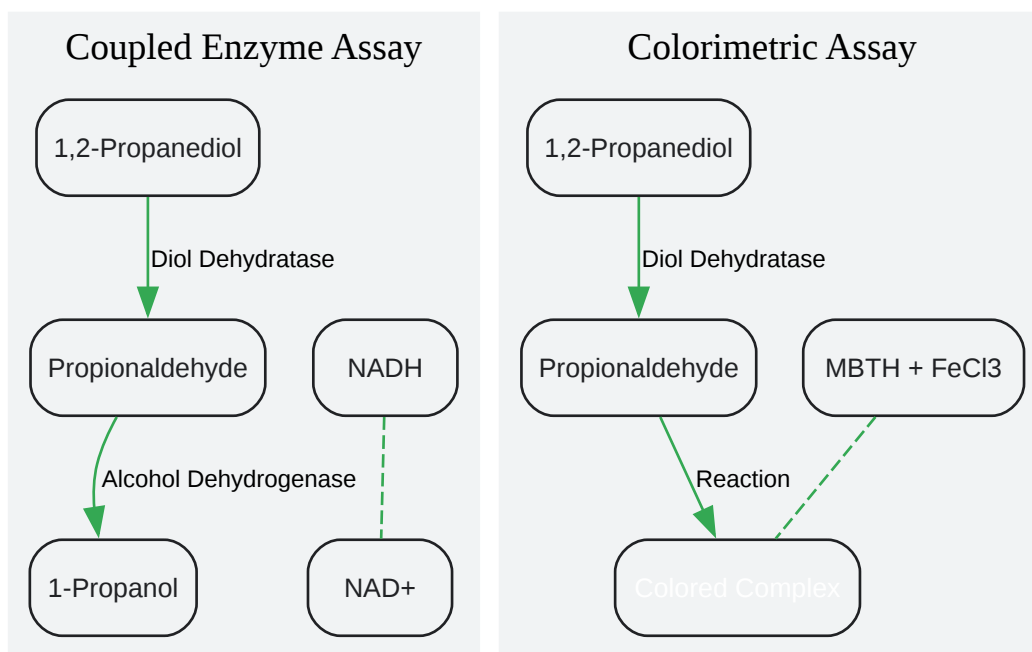 Coupled Enzyme Assay
1,2-Propanediol
Diol Dehydratase
Propionaldehyde
NADH
Alcohol Dehydrogenase
1-Propanol
NAD+
Colorimetric Assay
1,2-Propanediol
Diol Dehydratase
Propionaldehyde
MBTH + FeCl3
Reaction
Colored Complex